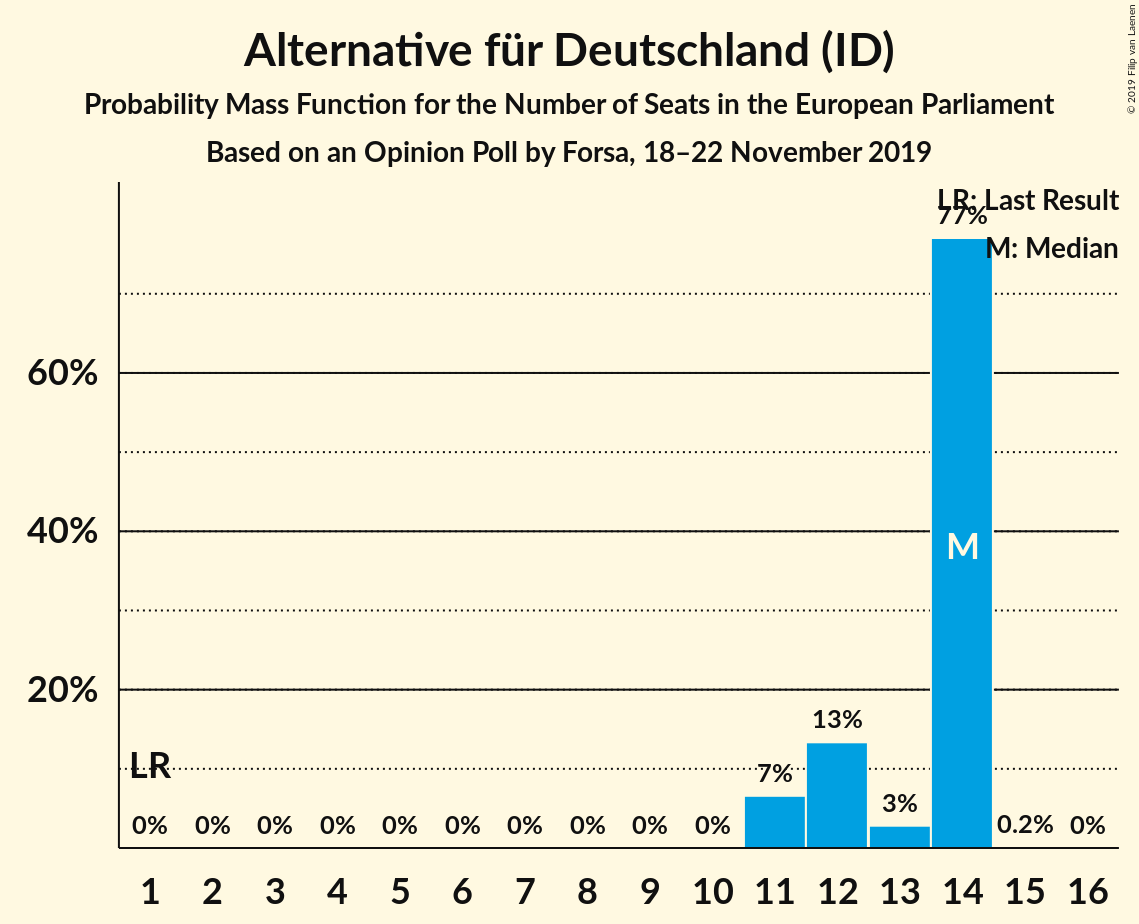 Alternative für Deutschland (ID)
Probability Mass Function for the Number of Seats in the European Parliament
Based on an Opinion Poll by Forsa, 18–22 November 2019
© 2019 Filip van Laenen
LR: Last Result
M: Median
77%
60%
40%
M
20%
13%
LR
7%
3%
0% 0% 0% 0% 0% 0% 0% 0% 0% 0% 0.2% 0%
1 2 3 4 5 6 7 8 9 10 11 12 13 14 15 16